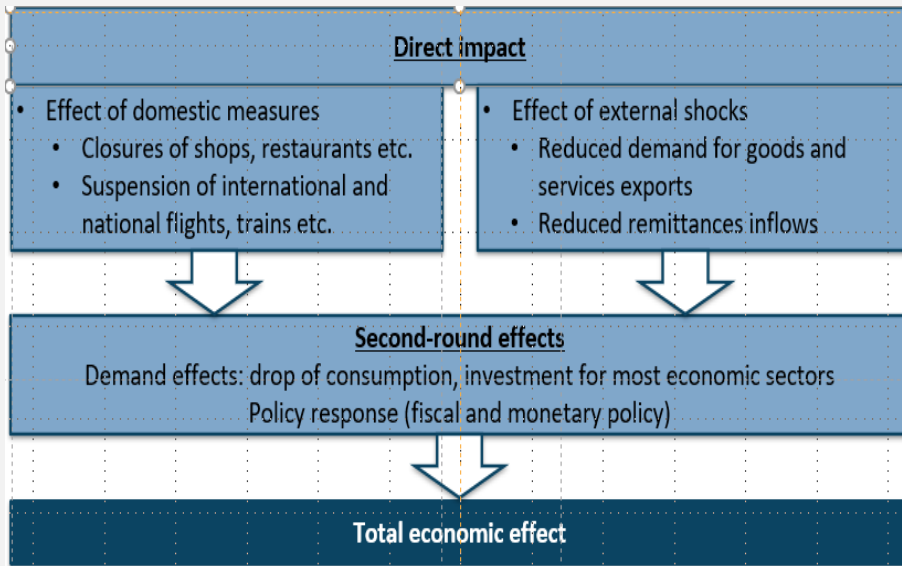 Direct impact
• Effect of domestic measures
• Closures of shops, restaurants etc.
• Suspension of international and
national flights, trains etc.
• Effect of external shocks
• Reduced demand for goods and
services exports
• Reduced remittances inflows
Second-round effects
Demand effects: drop of consumption, investment for most economic sectors
Policy response (fiscal and monetary policy)
Total economic effect